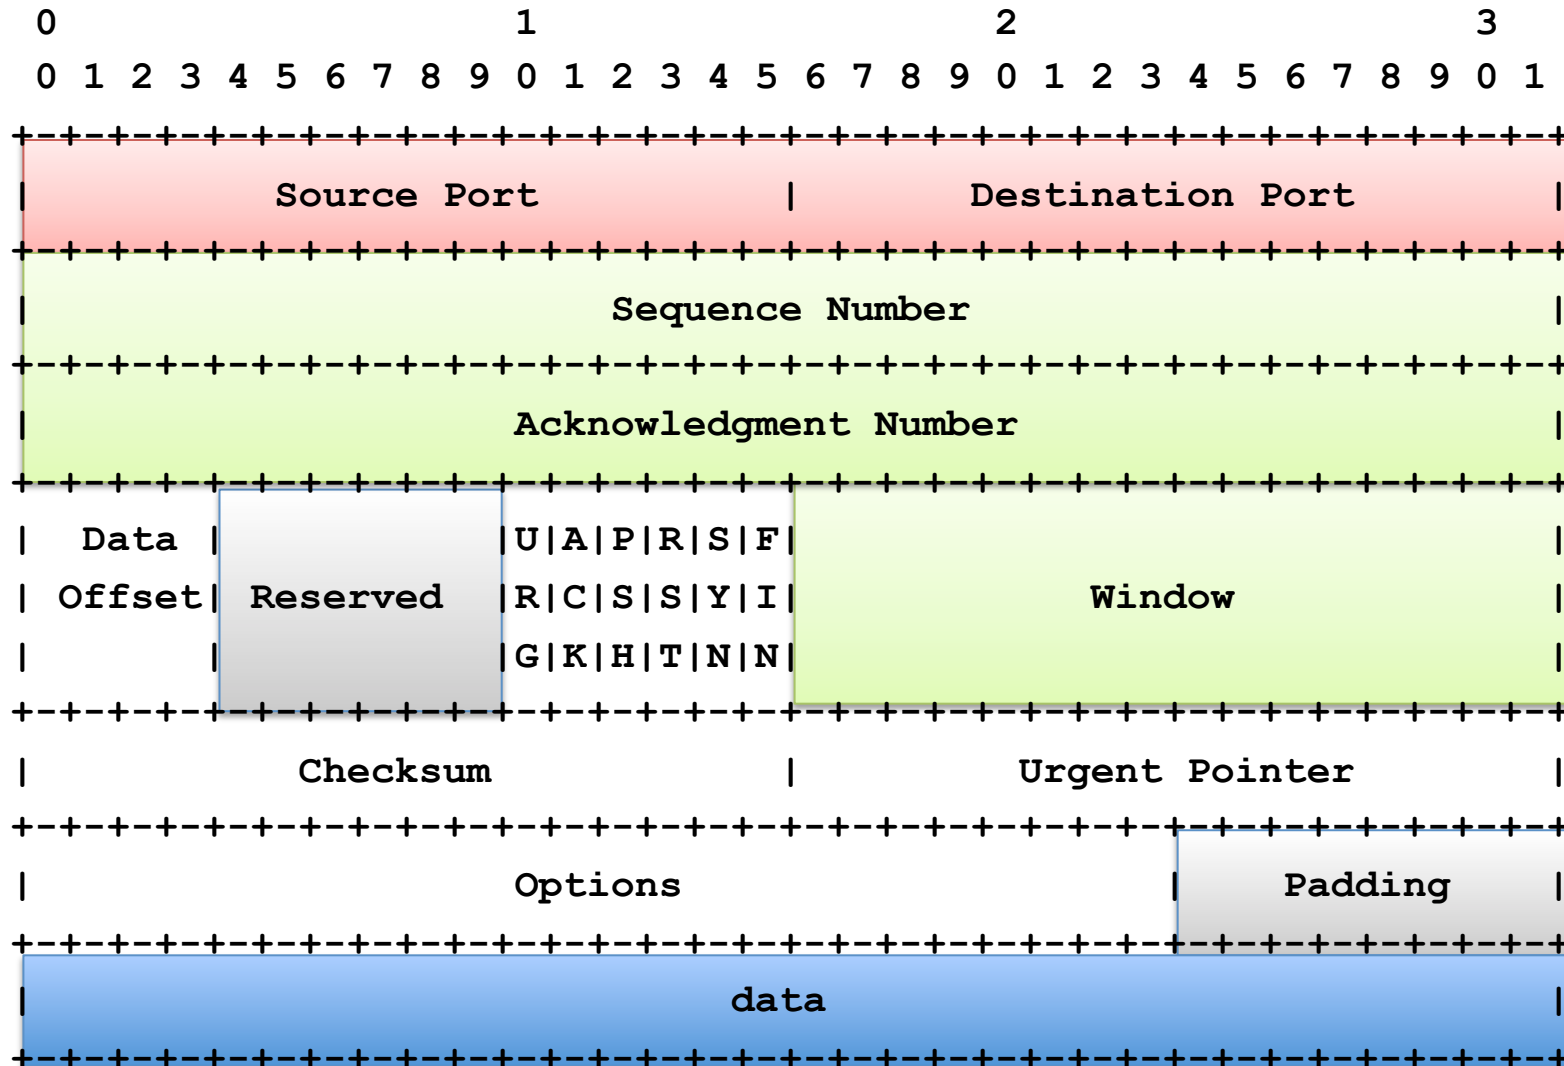 0                   1                   2                   3
0 1 2 3 4 5 6 7 8 9 0 1 2 3 4 5 6 7 8 9 0 1 2 3 4 5 6 7 8 9 0 1
+-+-+-+-+-+-+-+-+-+-+-+-+-+-+-+-+-+-+-+-+-+-+-+-+-+-+-+-+-+-+-+-+
|          Source Port          |       Destination Port        |
+-+-+-+-+-+-+-+-+-+-+-+-+-+-+-+-+-+-+-+-+-+-+-+-+-+-+-+-+-+-+-+-+
|                        Sequence Number                        |
+-+-+-+-+-+-+-+-+-+-+-+-+-+-+-+-+-+-+-+-+-+-+-+-+-+-+-+-+-+-+-+-+
|                    Acknowledgment Number                      |
+-+-+-+-+-+-+-+-+-+-+-+-+-+-+-+-+-+-+-+-+-+-+-+-+-+-+-+-+-+-+-+-+
|  Data |           |U|A|P|R|S|F|                               |
| Offset| Reserved  |R|C|S|S|Y|I|            Window             |
|       |           |G|K|H|T|N|N|                               |
+-+-+-+-+-+-+-+-+-+-+-+-+-+-+-+-+-+-+-+-+-+-+-+-+-+-+-+-+-+-+-+-+
|           Checksum            |         Urgent Pointer        |
+-+-+-+-+-+-+-+-+-+-+-+-+-+-+-+-+-+-+-+-+-+-+-+-+-+-+-+-+-+-+-+-+
|                    Options                    |    Padding    |
+-+-+-+-+-+-+-+-+-+-+-+-+-+-+-+-+-+-+-+-+-+-+-+-+-+-+-+-+-+-+-+-+
|                             data                              |
+-+-+-+-+-+-+-+-+-+-+-+-+-+-+-+-+-+-+-+-+-+-+-+-+-+-+-+-+-+-+-+-+